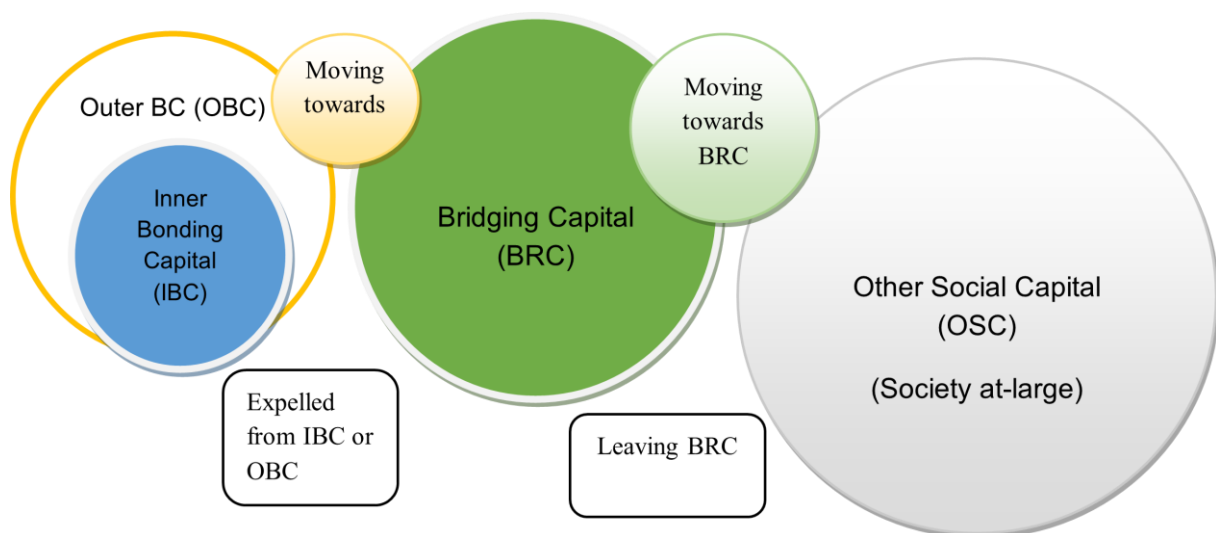 Outer BC (OBC)
Inner
Bonding
Capital
(IBC)
Moving
towards
Bridging Capital
(BRC)
Moving
towards
BRC
Other Social Capital
(OSC)
(Society at-large)
Expelled
from IBC or
OBC
Leaving BRC